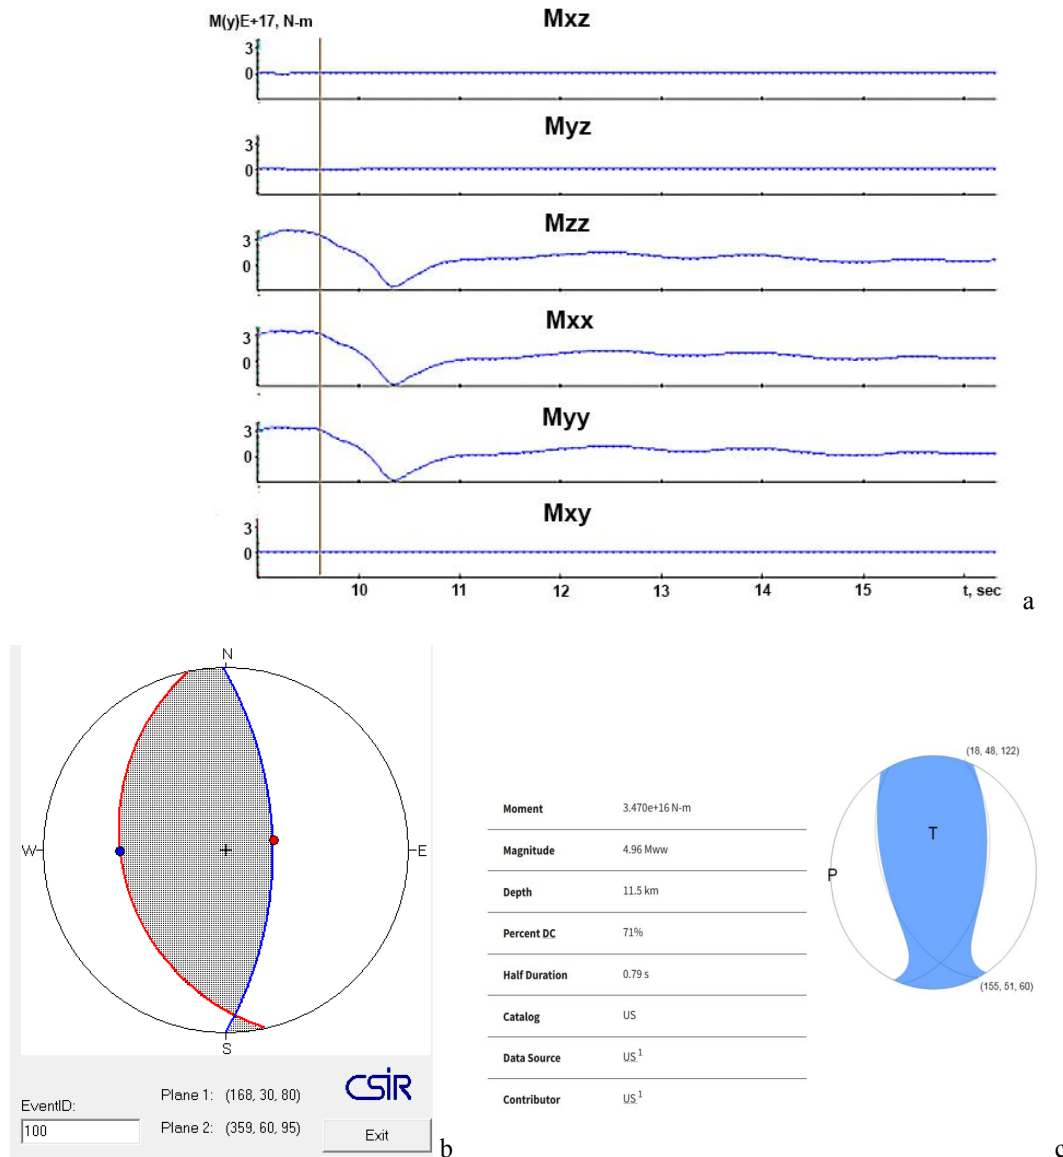 M(y)E+17, N-m
Mxz
3
0
Myz
3
0
Mzz
3
0
Mxx
3
0
Myy
3
0
Mxy
3
0
10 11 12 13 14 15 t, sec
a
N
W
E
S
CSIR
EventID:
100
Plane 1: (168, 30, 80)
Plane 2: (359, 60, 95)
Exit
b
Moment 3.470e+16 N-m
Magnitude 4.96 Mww
Depth 11.5 km
Percent DC 71%
Half Duration 0.79 s
Catalog US
Data Source US 1
Contributor US 1
(18, 48, 122)
T
P
(155, 51, 60)
c